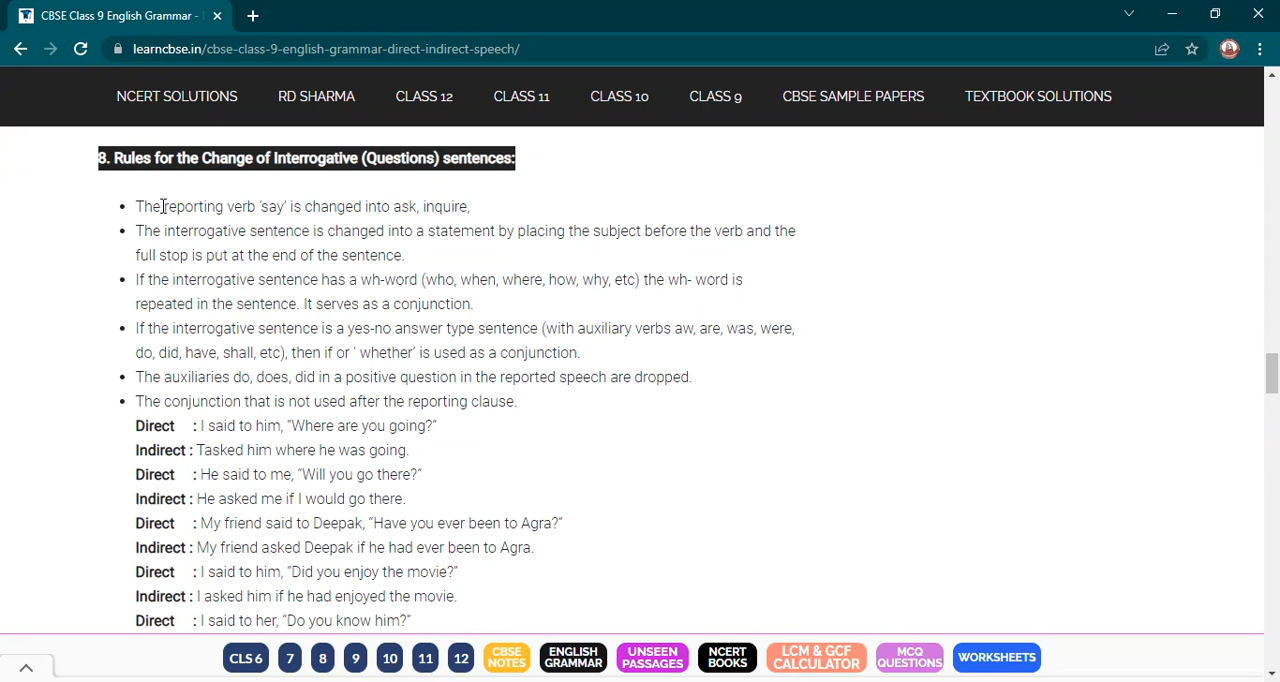 CBSE Class 9 English Grammar -
learncbse.in/cbse-class-9-english-grammar-direct-indirect-speech/
NCERT SOLUTIONS RD SHARMA CLASS 12 CLASS 11 CLASS 10 CLASS 9 CBSE SAMPLE PAPERS TEXTBOOK SOLUTIONS
8. Rules for the Change of Interrogative (Questions) sentences:
• The reporting verb ‘say’ is changed into ask, inquire,
• The interrogative sentence is changed into a statement by placing the subject before the verb and the
full stop is put at the end of the sentence.
• If the interrogative sentence has a wh-word (who, when, where, how, why, etc) the wh- word is
repeated in the sentence. It serves as a conjunction.
• If the interrogative sentence is a yes-no answer type sentence (with auxiliary verbs aw, are, was, were,
do, did, have, shall, etc), then if or ‘ whether’ is used as a conjunction.
• The auxiliaries do, does, did in a positive question in the reported speech are dropped.
• The conjunction that is not used after the reporting clause.
Direct : I said to him, “Where are you going?”
Indirect : Tasked him where he was going.
Direct : He said to me, “Will you go there?”
Indirect : He asked me if I would go there.
Direct : My friend said to Deepak, “Have you ever been to Agra?”
Indirect : My friend asked Deepak if he had ever been to Agra.
Direct : I said to him, “Did you enjoy the movie?”
Indirect : I asked him if he had enjoyed the movie.
Direct : I said to her, “Do you know him?”
CLS 6 7 8 9 10 11 12 CBSE NOTES ENGLISH GRAMMAR UNSEEN PASSAGES NCERT BOOKS LCM & GCF CALCULATOR MCQ QUESTIONS WORKSHEETS